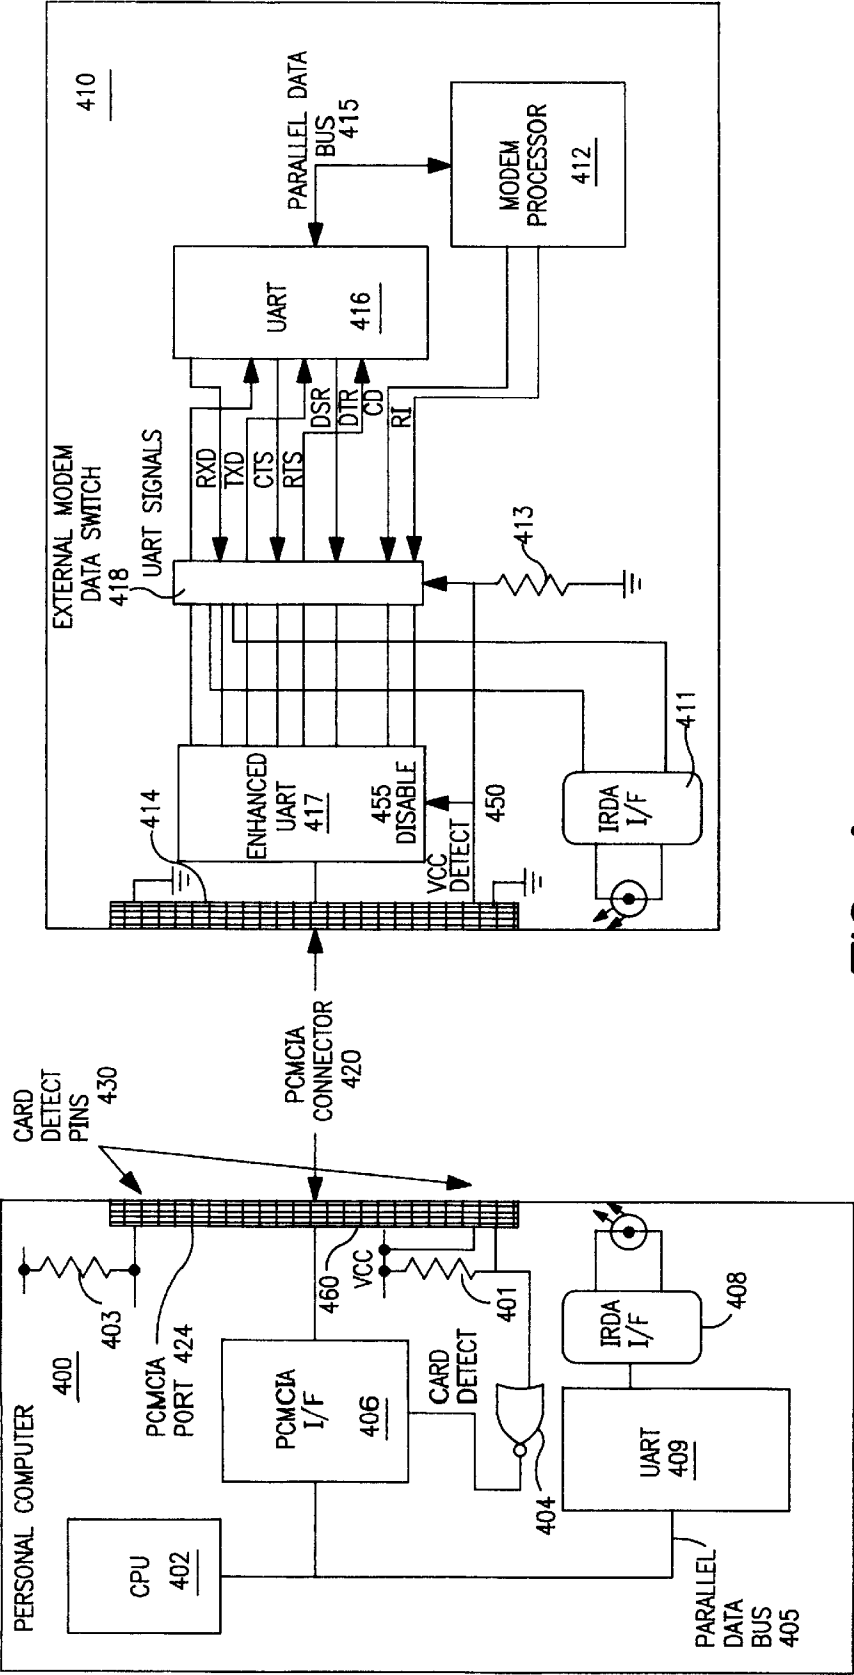 PERSONAL COMPUTER
400
CPU
402
403
PCMCIA
PORT 424
PCMCIA
I/F
406
460
VCC
401
CARD
DETECT
404
PARALLEL
DATA
BUS
405
UART
409
IRDA
I/F
408
CARD
DETECT
PINS 430
PCMCIA
CONNECTOR
420
410
EXTERNAL MODEM
DATA SWITCH
418
UART SIGNALS
414
ENHANCED
UART
417
455
DISABLE
VCC
DETECT
450
RXD
TXD
CTS
RTS
DSR
DTR
CD
RI
UART
416
PARALLEL DATA
BUS
415
MODEM
PROCESSOR
412
413
IRDA
I/F
411